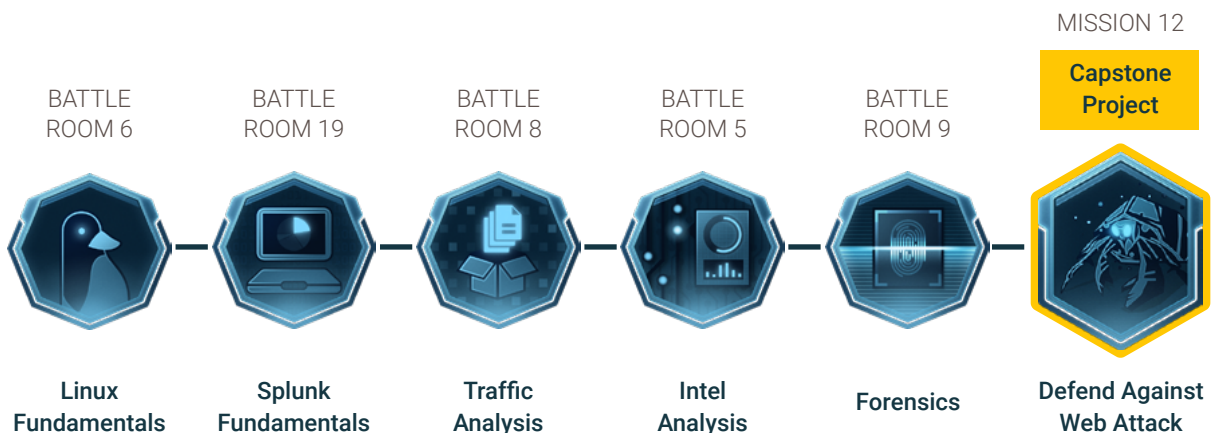 BATTLE
ROOM 6
Linux
Fundamentals
BATTLE
ROOM 19
Splunk
Fundamentals
BATTLE
ROOM 8
Traffic
Analysis
BATTLE
ROOM 5
Intel
Analysis
BATTLE
ROOM 9
Forensics
MISSION 12
Capstone
Project
Defend Against
Web Attack